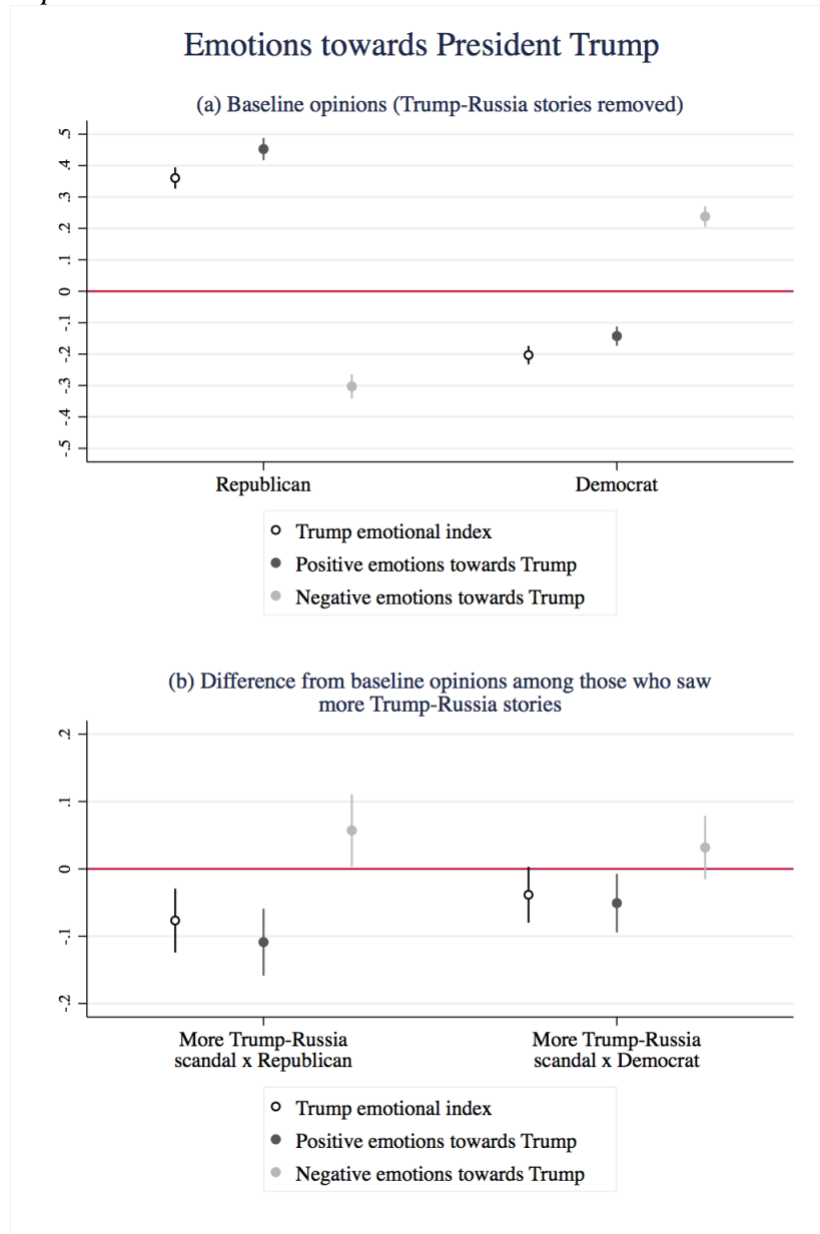 Emotions towards President Trump
(a) Baseline opinions (Trump-Russia stories removed)
.5
.4
.3
.2
.1
0
-.1
-.2
-.3
-.4
-.5
Republican
Democrat
Trump emotional index
Positive emotions towards Trump
Negative emotions towards Trump
(b) Difference from baseline opinions among those who saw
more Trump-Russia stories
.2
.1
0
-.1
-.2
More Trump-Russia
scandal x Republican
More Trump-Russia
scandal x Democrat
Trump emotional index
Positive emotions towards Trump
Negative emotions towards Trump